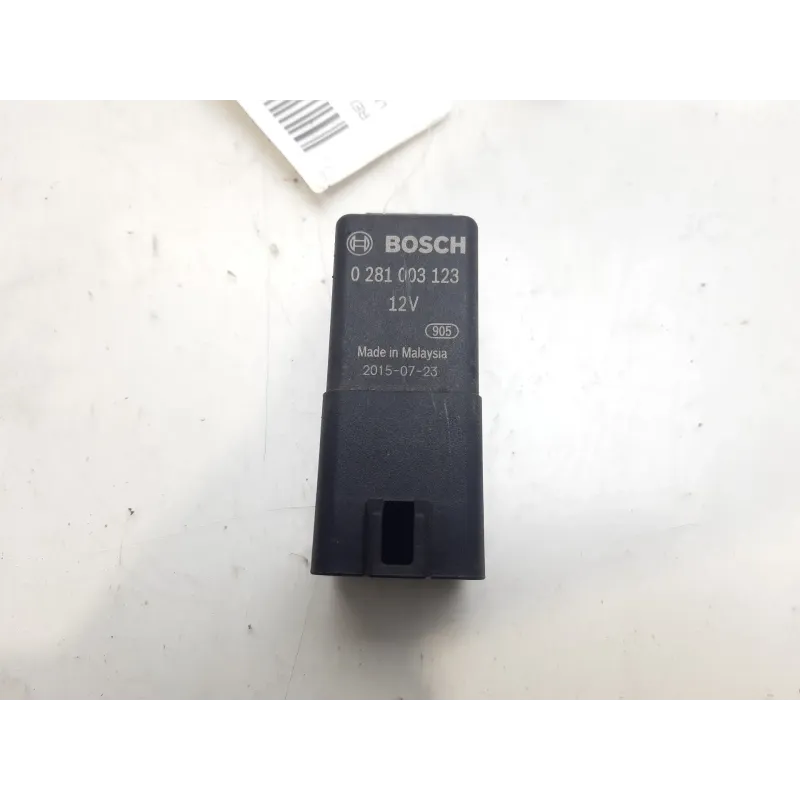 BOSCH
0 281 003 123
12V
905
Made in Malaysia
2015-07-23